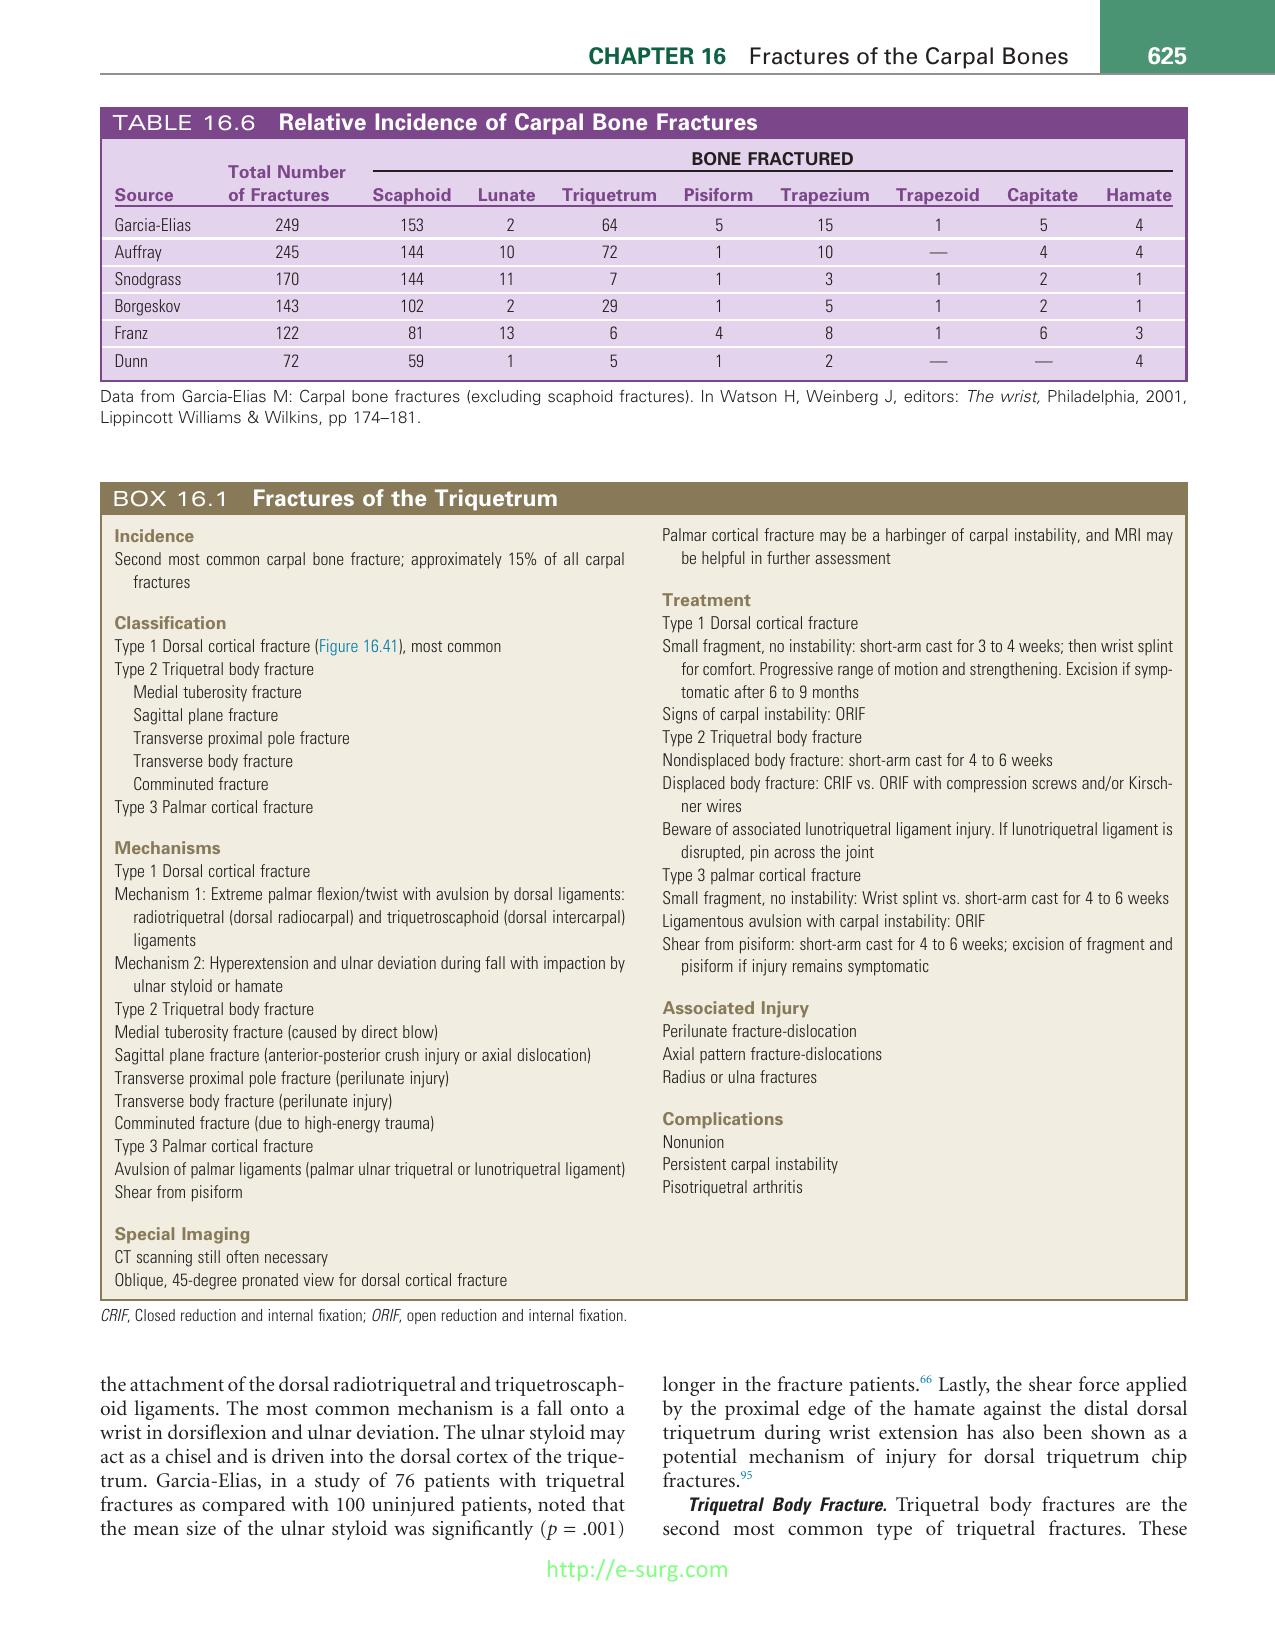 CHAPTER 16 Fractures of the Carpal Bones 625
TABLE 16.6 Relative Incidence of Carpal Bone Fractures
BONE FRACTURED
Total Number
Source of Fractures Scaphoid Lunate Triquetrum Pisiform Trapezium Trapezoid Capitate Hamate
Garcia-Elias 249 153 2 64 5 15 1 5 4
Auffray 245 144 10 72 1 10 — 4 4
Snodgrass 170 144 11 7 1 3 1 2 1
Borgeskov 143 102 2 29 1 5 1 2 1
Franz 122 81 13 6 4 8 1 6 3
Dunn 72 59 1 5 1 2 — — 4
Data from Garcia-Elias M: Carpal bone fractures (excluding scaphoid fractures). In Watson H, Weinberg J, editors: The wrist, Philadelphia, 2001,
Lippincott Williams & Wilkins, pp 174–181.
BOX 16.1 Fractures of the Triquetrum
Incidence
Second most common carpal bone fracture; approximately 15% of all carpal
fractures
Classification
Type 1 Dorsal cortical fracture (Figure 16.41), most common
Type 2 Triquetral body fracture
Medial tuberosity fracture
Sagittal plane fracture
Transverse proximal pole fracture
Transverse body fracture
Comminuted fracture
Type 3 Palmar cortical fracture
Mechanisms
Type 1 Dorsal cortical fracture
Mechanism 1: Extreme palmar flexion/twist with avulsion by dorsal ligaments:
radiotriquetral (dorsal radiocarpal) and triquetroscaphoid (dorsal intercarpal)
ligaments
Mechanism 2: Hyperextension and ulnar deviation during fall with impaction by
ulnar styloid or hamate
Type 2 Triquetral body fracture
Medial tuberosity fracture (caused by direct blow)
Sagittal plane fracture (anterior-posterior crush injury or axial dislocation)
Transverse proximal pole fracture (perilunate injury)
Transverse body fracture (perilunate injury)
Comminuted fracture (due to high-energy trauma)
Type 3 Palmar cortical fracture
Avulsion of palmar ligaments (palmar ulnar triquetral or lunotriquetral ligament)
Shear from pisiform
Special Imaging
CT scanning still often necessary
Oblique, 45-degree pronated view for dorsal cortical fracture
Palmar cortical fracture may be a harbinger of carpal instability, and MRI may
be helpful in further assessment
Treatment
Type 1 Dorsal cortical fracture
Small fragment, no instability: short-arm cast for 3 to 4 weeks; then wrist splint
for comfort. Progressive range of motion and strengthening. Excision if symp-
tomatic after 6 to 9 months
Signs of carpal instability: ORIF
Type 2 Triquetral body fracture
Nondisplaced body fracture: short-arm cast for 4 to 6 weeks
Displaced body fracture: CRIF vs. ORIF with compression screws and/or Kirsch-
ner wires
Beware of associated lunotriquetral ligament injury. If lunotriquetral ligament is
disrupted, pin across the joint
Type 3 palmar cortical fracture
Small fragment, no instability: Wrist splint vs. short-arm cast for 4 to 6 weeks
Ligamentous avulsion with carpal instability: ORIF
Shear from pisiform: short-arm cast for 4 to 6 weeks; excision of fragment and
pisiform if injury remains symptomatic
Associated Injury
Perilunate fracture-dislocation
Axial pattern fracture-dislocations
Radius or ulna fractures
Complications
Nonunion
Persistent carpal instability
Pisotriquetral arthritis
CRIF, Closed reduction and internal fixation; ORIF, open reduction and internal fixation.
the attachment of the dorsal radiotriquetral and triquetroscaph-
oid ligaments. The most common mechanism is a fall onto a
wrist in dorsiflexion and ulnar deviation. The ulnar styloid may
act as a chisel and is driven into the dorsal cortex of the trique-
trum. Garcia-Elias, in a study of 76 patients with triquetral
fractures as compared with 100 uninjured patients, noted that
the mean size of the ulnar styloid was significantly (p = .001)
longer in the fracture patients.66 Lastly, the shear force applied
by the proximal edge of the hamate against the distal dorsal
triquetrum during wrist extension has also been shown as a
potential mechanism of injury for dorsal triquetrum chip
fractures.95
Triquetral Body Fracture. Triquetral body fractures are the
second most common type of triquetral fractures. These
http://e-surg.com